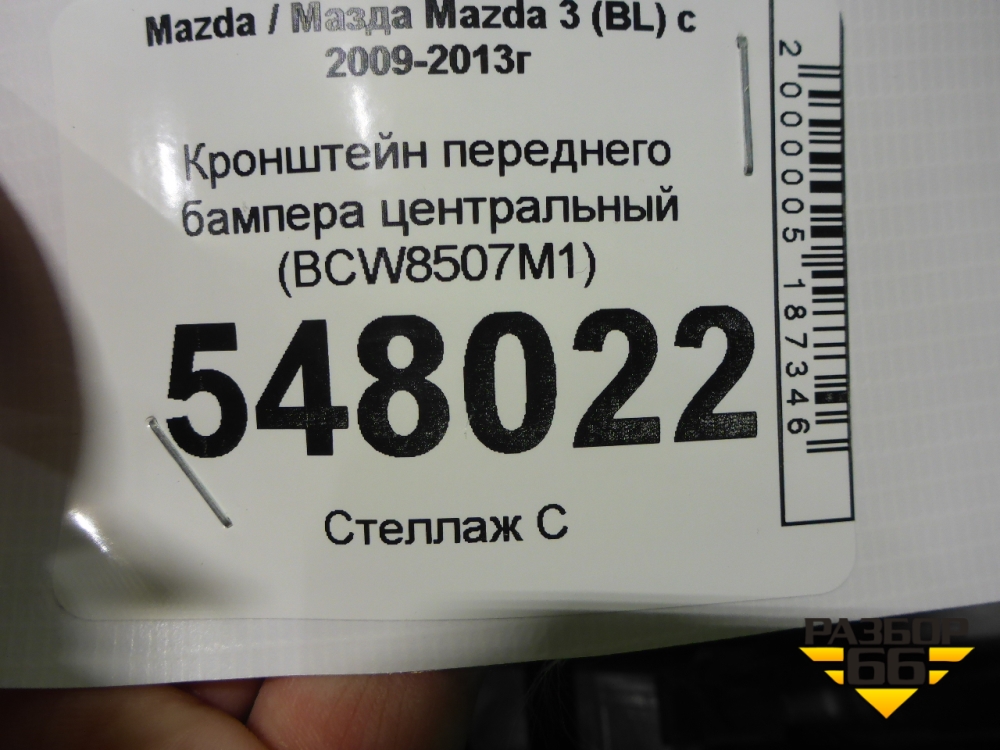 Mazda / Мазда Mazda 3 (BL) с
2009-2013г
Кронштейн переднего
бампера центральный
(BCW8507M1)
548022
Стеллаж С
2000005187346
РАЗБОР
66